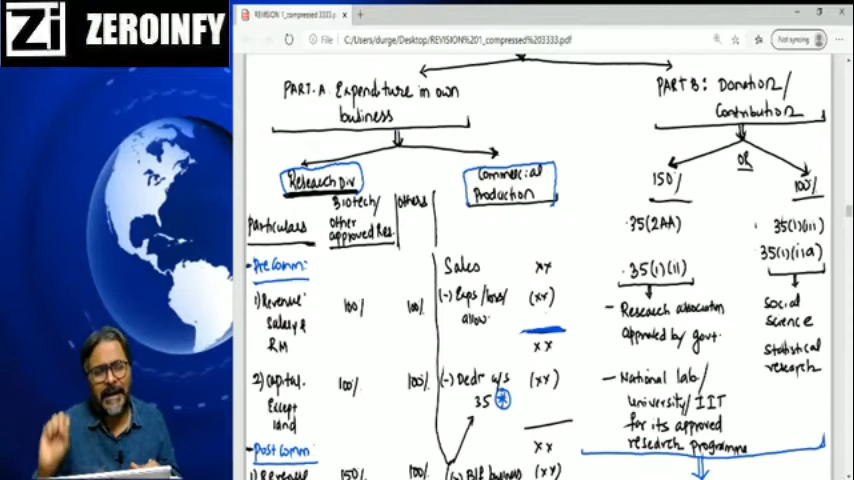 Zi ZEROINFY
REVISION 1_compressed 3333.p
File C:/Users/durge/Desktop/REVISION%201_compressed%203333.pdf
Not syncing
PART.A. Expenditure in own
business
PART B: Donation/
Contribution
Research Div
Commercial
Production
OR
150%
100%
Particulars
Biotech/
other
approved Res.
others
35(2AA)
35(1)(ii)
35(1)(iii)
35(1)(iia)
- Pre Comm:
1) Revenue
Salary &
RM
100%
100%
2) Capital
Except
land
100%
100%
- Post Comm:
1) Revenue
150%
100%
Sales
xx
(-) Exps/loss/
allow.
(xx)
xx
(-) Dedn u/s
35 *
(xx)
xx
(-) B/F business
(xx)
- Research association
approved by govt.
- National lab/
University/IIT
for its approved
research programme
Social
science
statistical
research